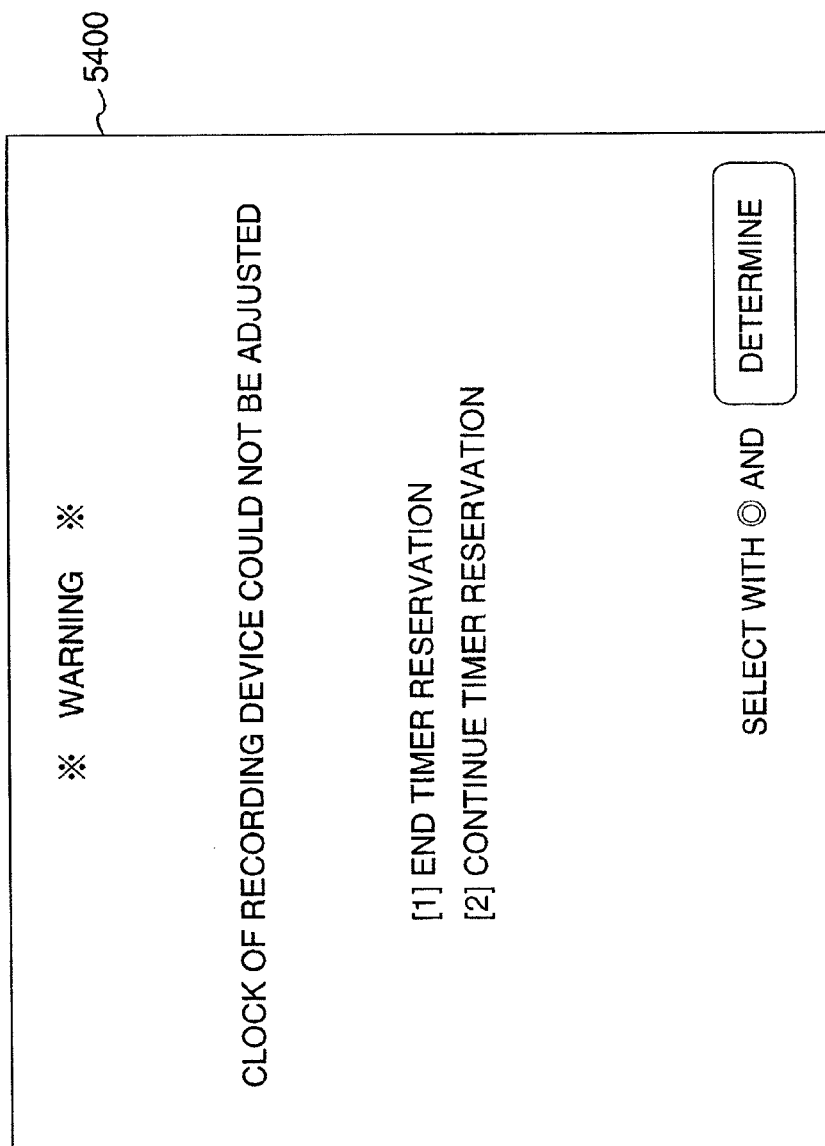 5400
※ WARNING ※
CLOCK OF RECORDING DEVICE COULD NOT BE ADJUSTED
[1] END TIMER RESERVATION
[2] CONTINUE TIMER RESERVATION
SELECT WITH ◎ AND DETERMINE